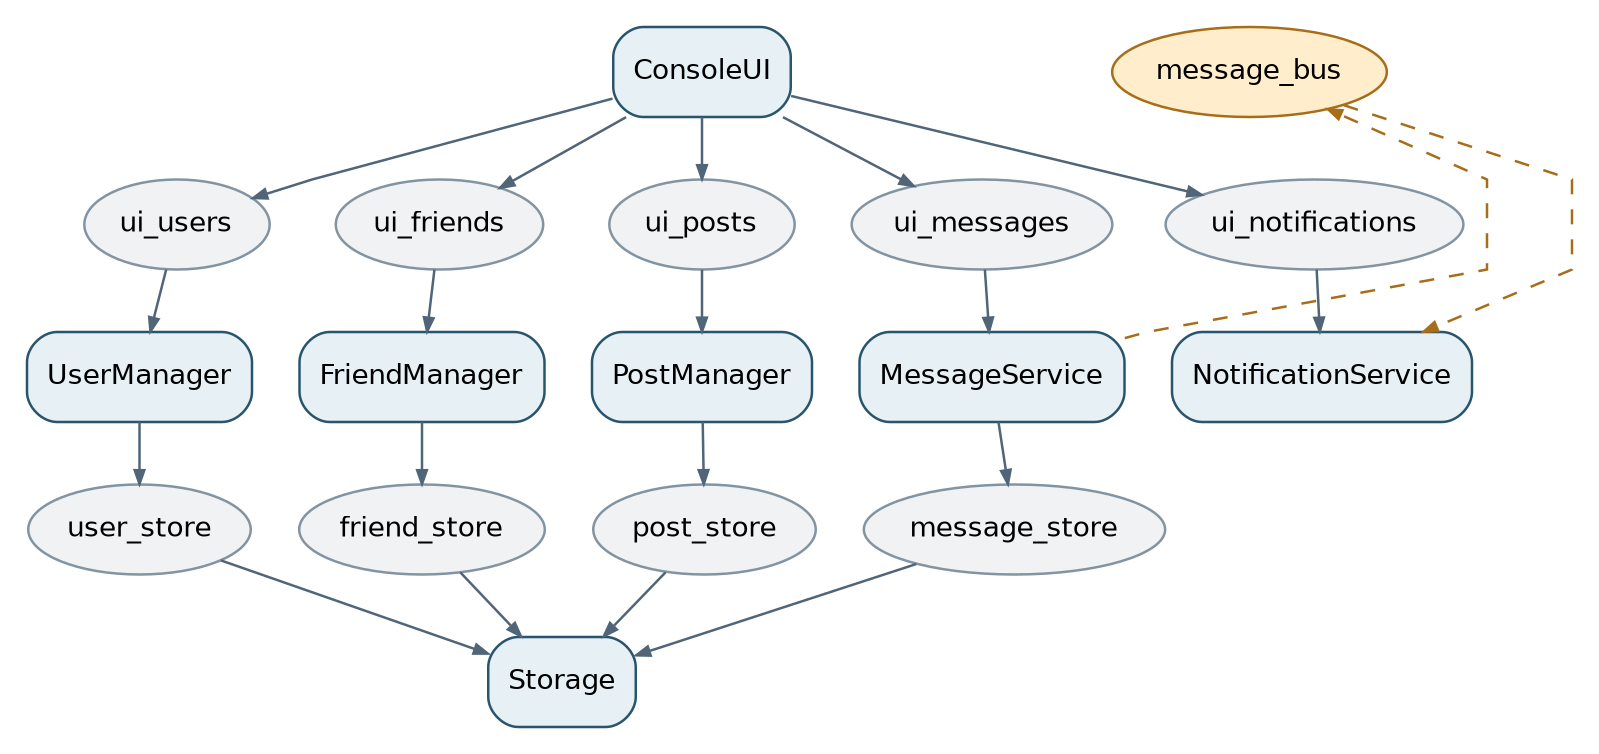 ConsoleUI
message_bus
ui_users
ui_friends
ui_posts
ui_messages
ui_notifications
UserManager
FriendManager
PostManager
MessageService
NotificationService
user_store
friend_store
post_store
message_store
Storage